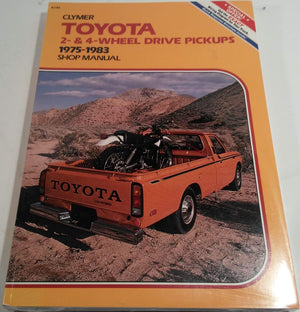 CLYMER
TOYOTA
2- & 4-WHEEL DRIVE PICKUPS
1975-1983
SHOP MANUAL
TOYOTA